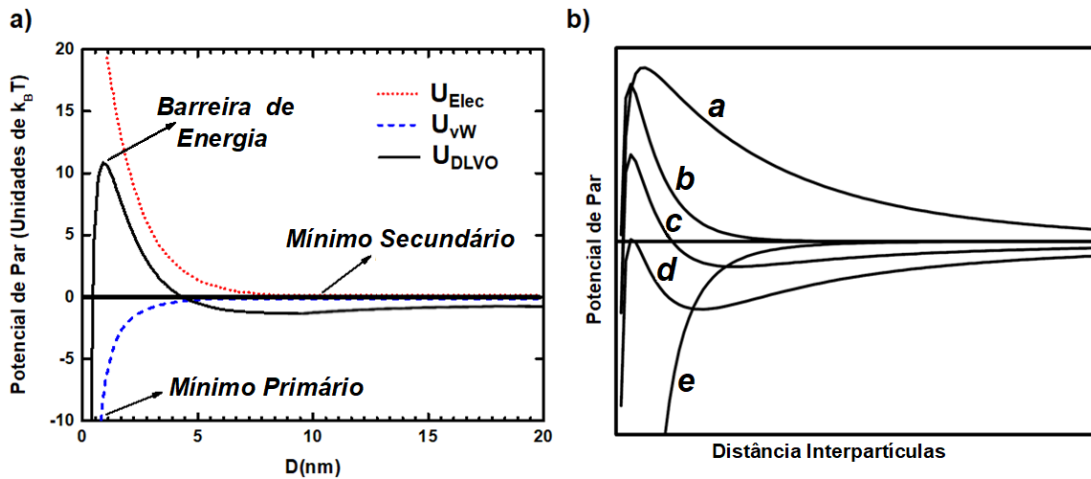 a)
20
15
10
5
0
-5
-10
0
5
10
15
20
Potencial de Par (Unidades de k_BT)
D(nm)
Barreira de
Energia
U_Elec
U_vW
U_DLVO
Mínimo Secundário
Mínimo Primário
b)
a
b
c
d
e
Potencial de Par
Distância Interpartículas